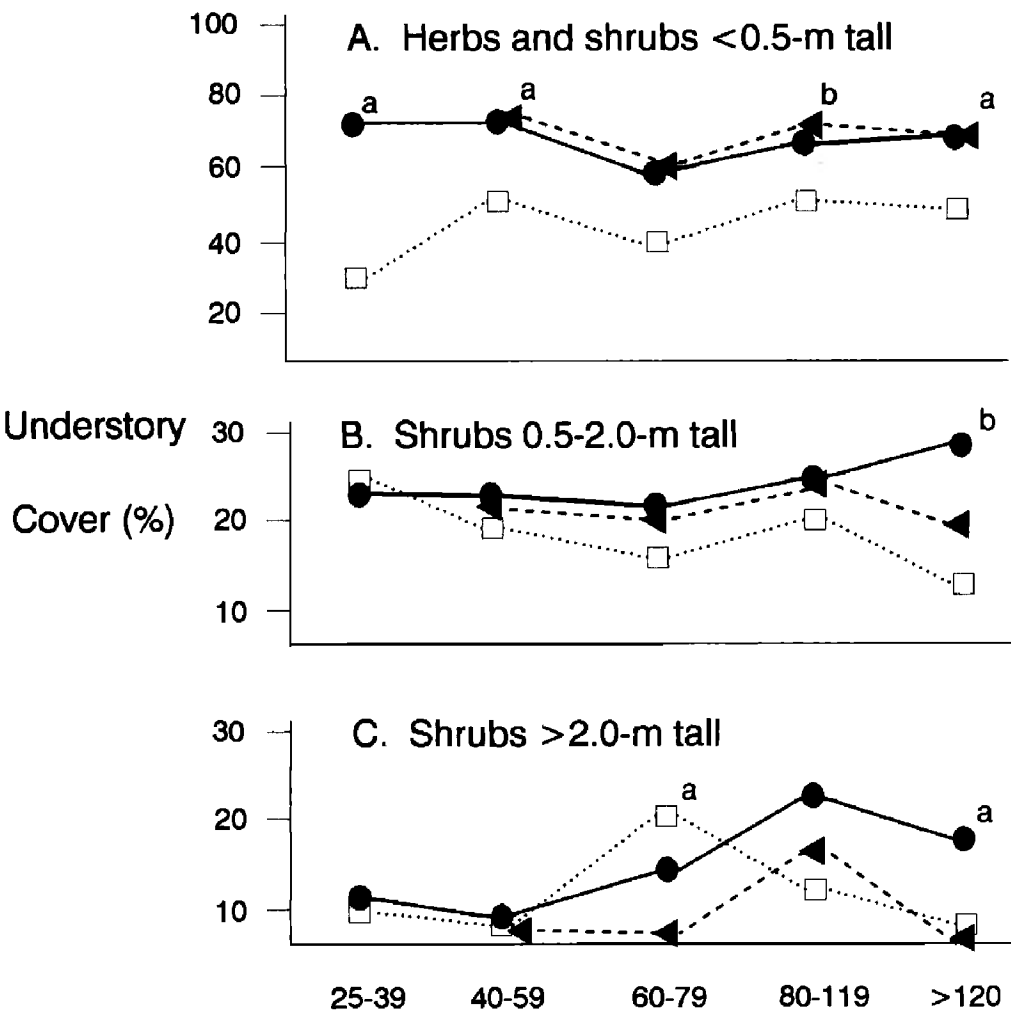 A. Herbs and shrubs <0.5-m tall
100
80
60
40
20
a
a
b
a
Understory
Cover (%)
B. Shrubs 0.5-2.0-m tall
30
20
10
b
C. Shrubs >2.0-m tall
30
20
10
a
a
25-39
40-59
60-79
80-119
>120